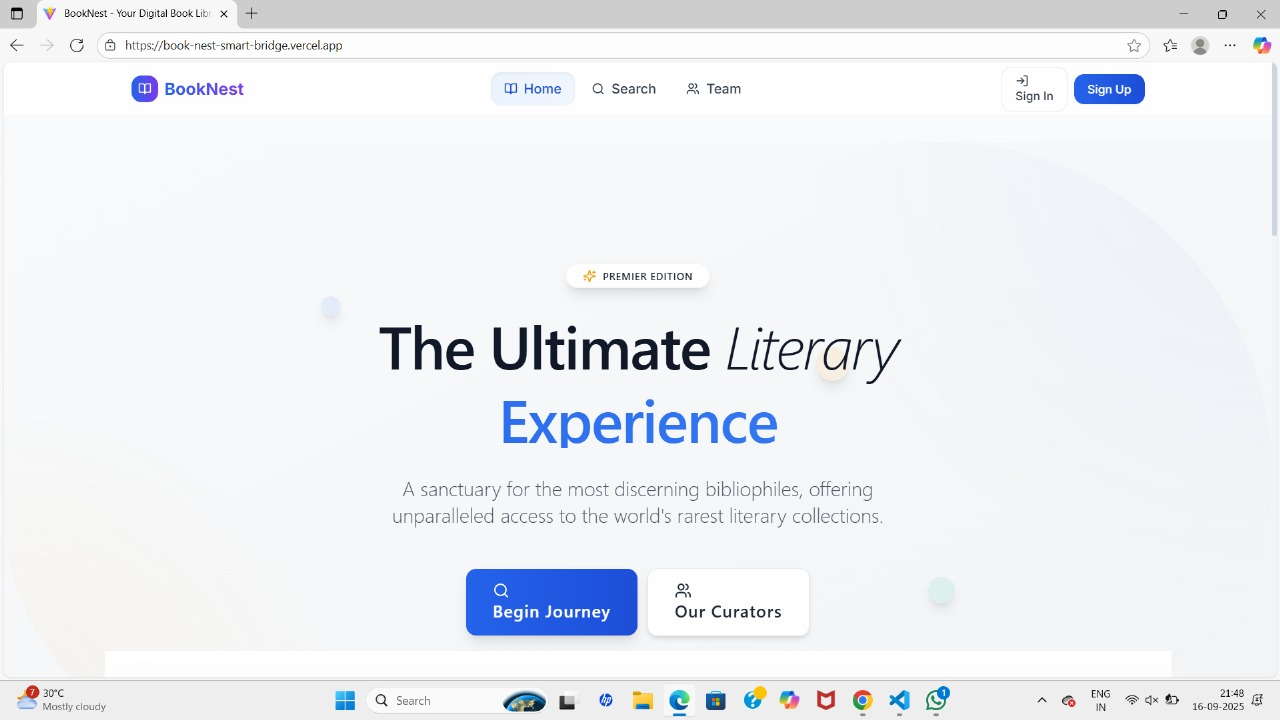 BookNest - Your Digital Book Libr
https://book-nest-smart-bridge.vercel.app
BookNest
Home
Search
Team
Sign In
Sign Up
PREMIER EDITION
The Ultimate Literary
Experience
A sanctuary for the most discerning bibliophiles, offering
unparalleled access to the world's rarest literary collections.
Begin Journey
Our Curators
7
30°C
Mostly cloudy
Search
hp
1
ENG
IN
21:48
16-09-2025